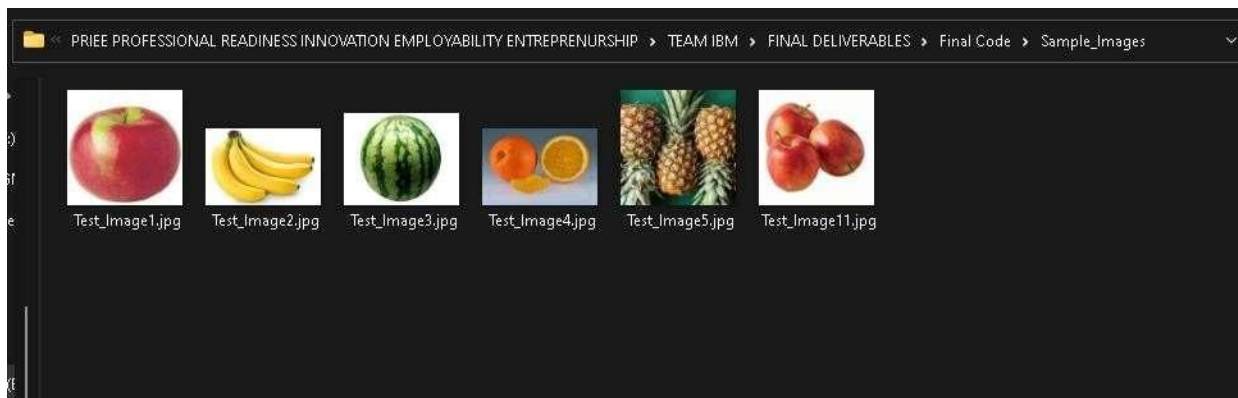 « PRIEE PROFESSIONAL READINESS INNOVATION EMPLOYABILITY ENTREPRENURSHIP > TEAM IBM > FINAL DELIVERABLES > Final Code > Sample_Images
Test_Image1.jpg Test_Image2.jpg Test_Image3.jpg Test_Image4.jpg Test_Image5.jpg Test_Image11.jpg